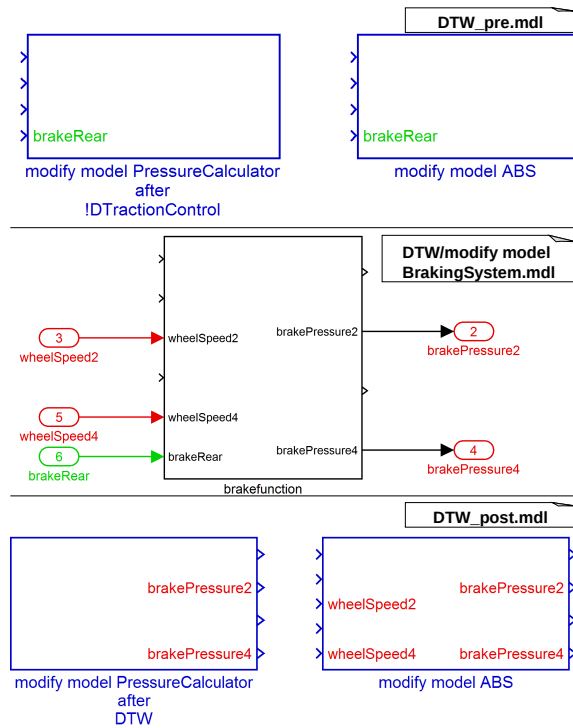 DTW_pre.mdl
brakeRear
brakeRear
modify model PressureCalculator
after
!DTractionControl
modify model ABS
DTW/modify model
BrakingSystem.mdl
3
wheelSpeed2
wheelSpeed2
brakePressure2
2
brakePressure2
5
wheelSpeed4
wheelSpeed4
6
brakeRear
brakeRear
brakePressure4
4
brakePressure4
brakefunction
DTW_post.mdl
brakePressure2
brakePressure4
modify model PressureCalculator
after
DTW
wheelSpeed2
wheelSpeed4
brakePressure2
brakePressure4
modify model ABS